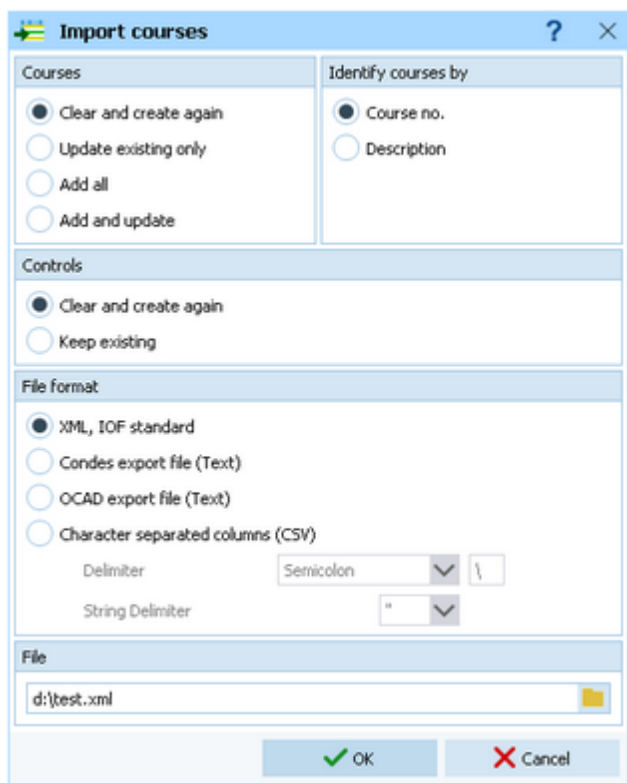 Import courses
?
Courses
Clear and create again
Update existing only
Add all
Add and update
Identify courses by
Course no.
Description
Controls
Clear and create again
Keep existing
File format
XML, IOF standard
Condes export file (Text)
OCAD export file (Text)
Character separated columns (CSV)
Delimiter Semicolon \
String Delimiter "
File
d:\test.xml
OK Cancel